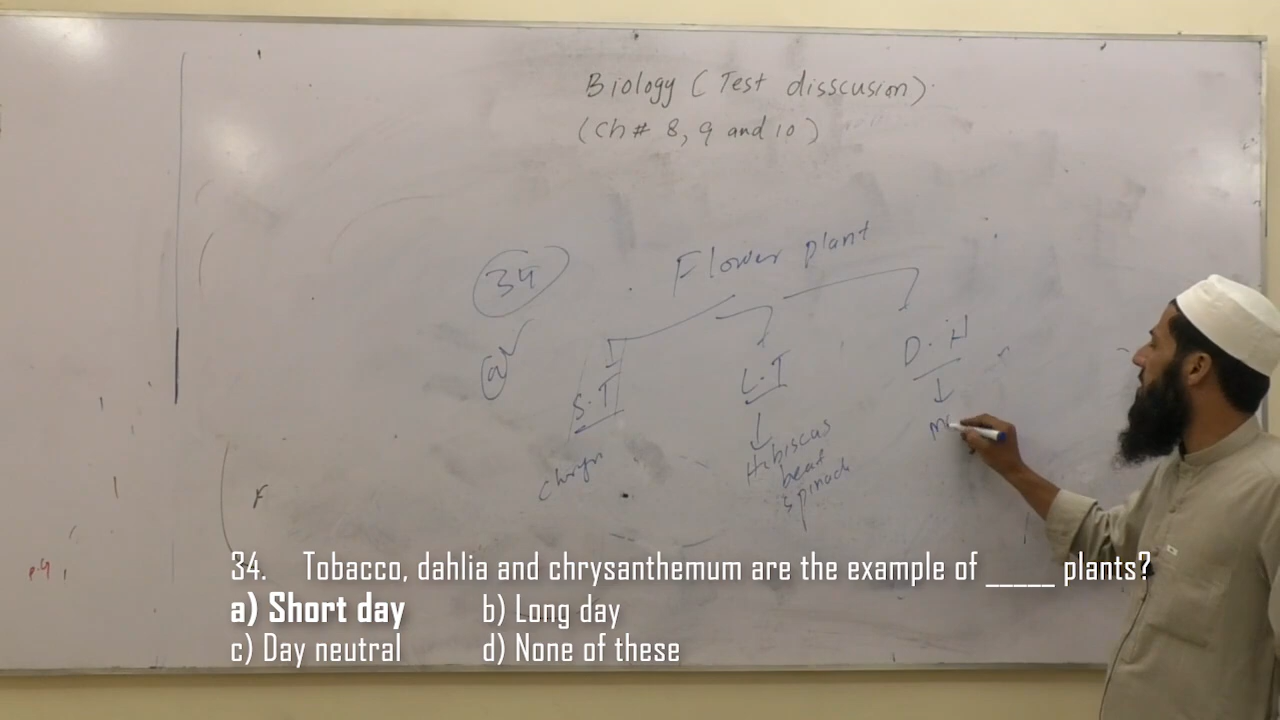 Biology (Test disscusion).
(Ch# 8, 9 and 10)
34
Flower plant
a
S.T
L.T
D.N
Hibiscus
beat
F
34. Tobacco, dahlia and chrysanthemum are the example of _____ plants?
a) Short day b) Long day
c) Day neutral d) None of these